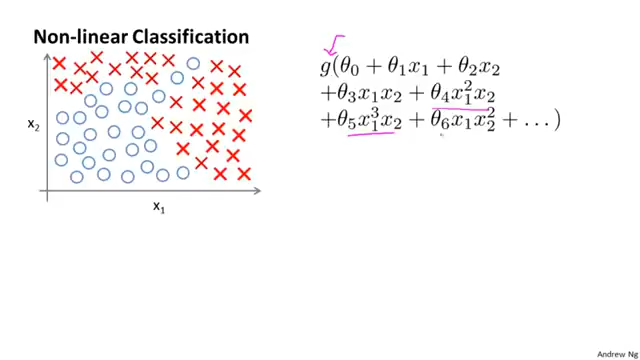 Non-linear Classification
g(θ₀ + θ₁x₁ + θ₂x₂
+θ₃x₁x₂ + θ₄x₁²x₂
+θ₅x₁³x₂ + θ₆x₁x₂² + … )
x₂
x₁
Andrew Ng